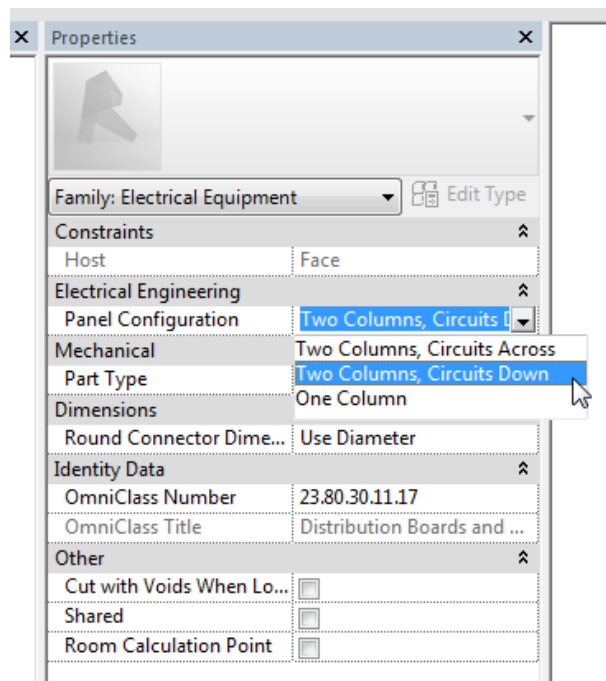 Properties
Family: Electrical Equipment
Edit Type
Constraints
Host Face
Electrical Engineering
Panel Configuration Two Columns, Circuits D
Two Columns, Circuits Across
Mechanical
Two Columns, Circuits Down
Part Type
One Column
Dimensions
Round Connector Dime... Use Diameter
Identity Data
OmniClass Number 23.80.30.11.17
OmniClass Title Distribution Boards and ...
Other
Cut with Voids When Lo...
Shared
Room Calculation Point